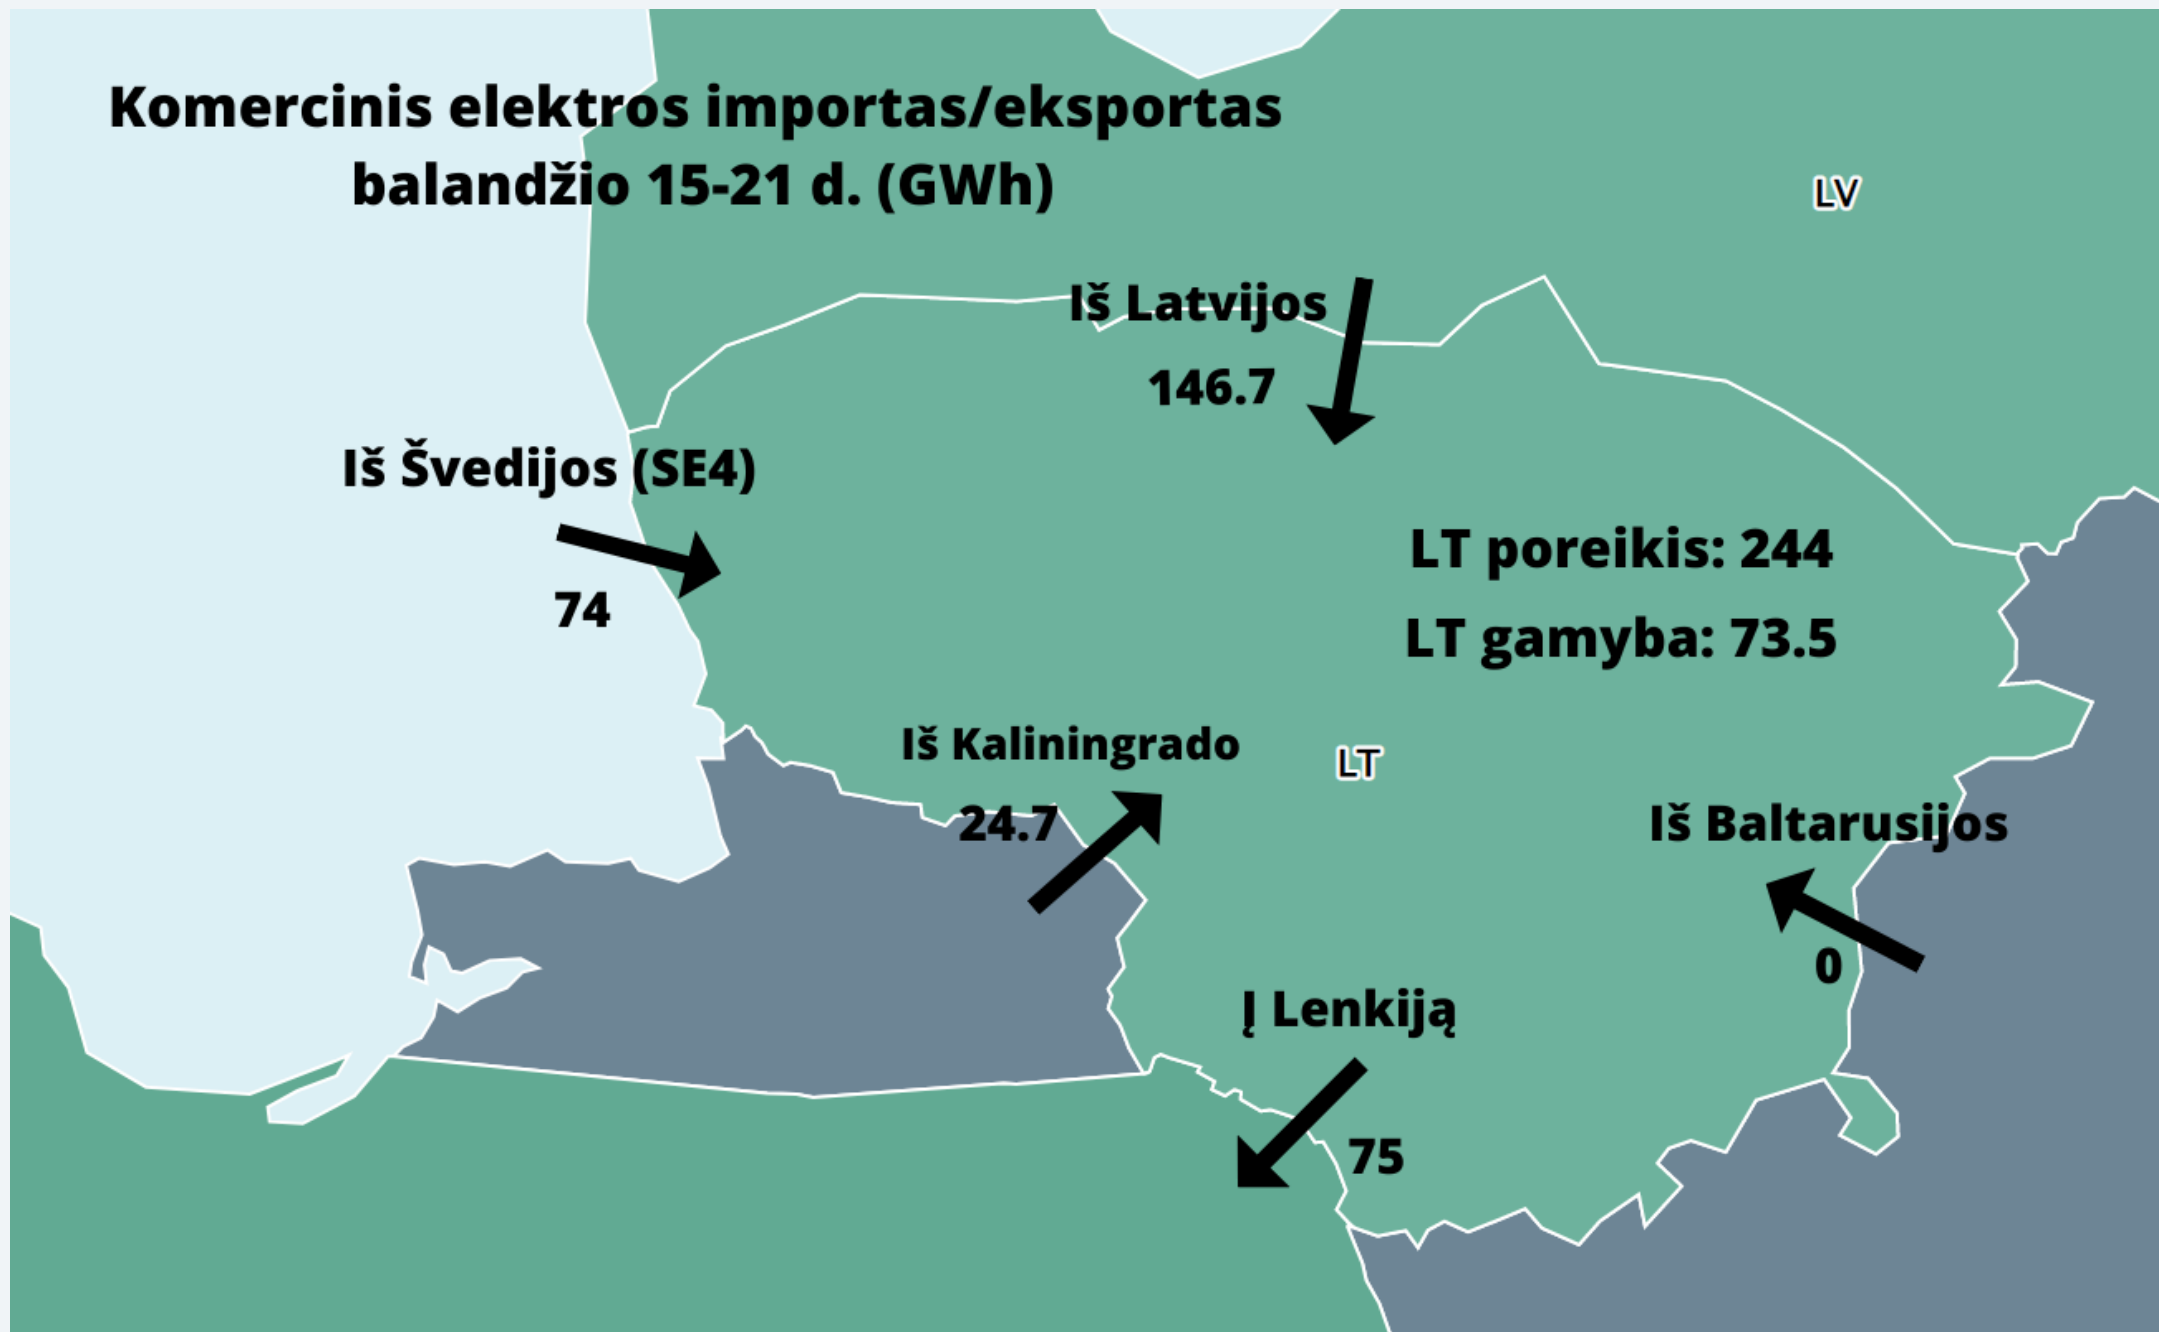 Komercinis elektros importas/eksportas
balandžio 15-21 d. (GWh)
LV
Iš Latvijos
146.7
Iš Švedijos (SE4)
74
LT poreikis: 244
LT gamyba: 73.5
Iš Kaliningrado
24.7
LT
Iš Baltarusijos
0
Į Lenkiją
75